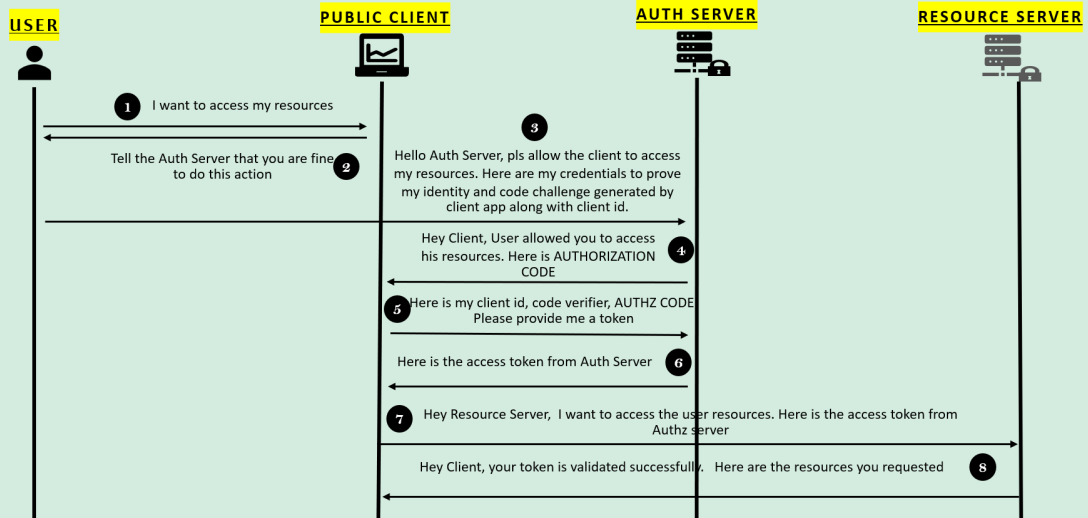 USER
PUBLIC CLIENT
AUTH SERVER
RESOURCE SERVER
1 I want to access my resources
Tell the Auth Server that you are fine
to do this action
2
3
Hello Auth Server, pls allow the client to access
my resources. Here are my credentials to prove
my identity and code challenge generated by
client app along with client id.
Hey Client, User allowed you to access
his resources. Here is AUTHORIZATION
CODE
4
5
Here is my client id, code verifier, AUTHZ CODE
Please provide me a token
Here is the access token from Auth Server 6
7
Hey Resource Server, I want to access the user resources. Here is the access token from
Authz server
Hey Client, your token is validated successfully. Here are the resources you requested 8